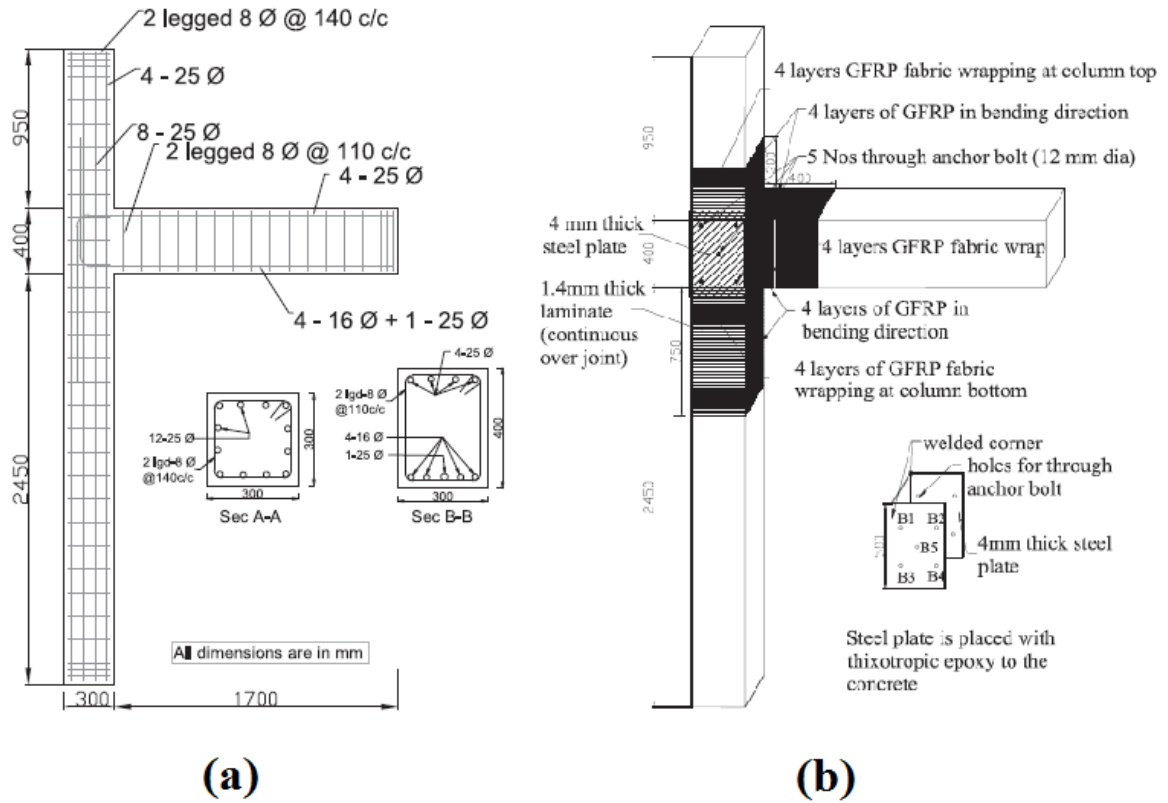 2 legged 8 Ø @ 140 c/c
4 - 25 Ø
8 - 25 Ø
2 legged 8 Ø @ 110 c/c
4 - 25 Ø
950
400
2450
4 - 16 Ø + 1 - 25 Ø
12-25 Ø
2 lgd-8 Ø
@140c/c
300
300
Sec A-A
4-25 Ø
2 lgd-8 Ø
@110c/c
4-16 Ø
1-25 Ø
400
300
Sec B-B
All dimensions are in mm
300
1700
(a)
4 layers GFRP fabric wrapping at column top
4 layers of GFRP in bending direction
5 Nos through anchor bolt (12 mm dia)
950
400
4 mm thick
steel plate
400
4 layers GFRP fabric wrap
1.4mm thick
laminate
(continuous
over joint)
750
4 layers of GFRP in
bending direction
4 layers of GFRP fabric
wrapping at column bottom
2450
welded corner
holes for through
anchor bolt
B1
B2
B5
B3
B4
4mm thick steel
plate
Steel plate is placed with
thixotropic epoxy to the
concrete
(b)